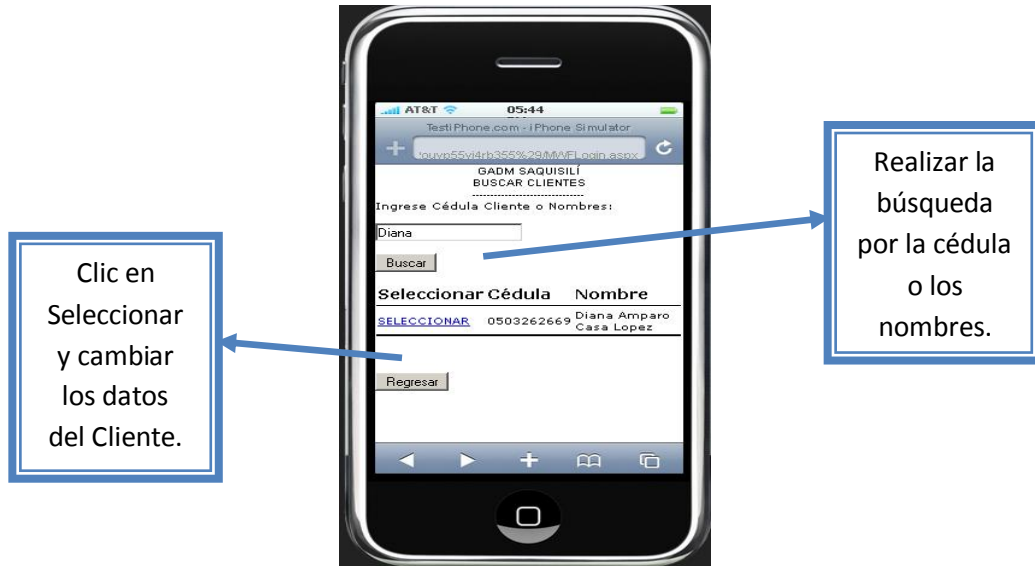 AT&T 05:44
TestiPhone.com - iPhone Simulator
GADM SAQUISILÍ
BUSCAR CLIENTES
Ingrese Cédula Cliente o Nombres:
Diana
Buscar
Seleccionar Cédula Nombre
SELECCIONAR 0503262669 Diana Amparo
Casa Lopez
Regresar
Clic en
Seleccionar
y cambiar
los datos
del Cliente.
Realizar la
búsqueda
por la cédula
o los
nombres.